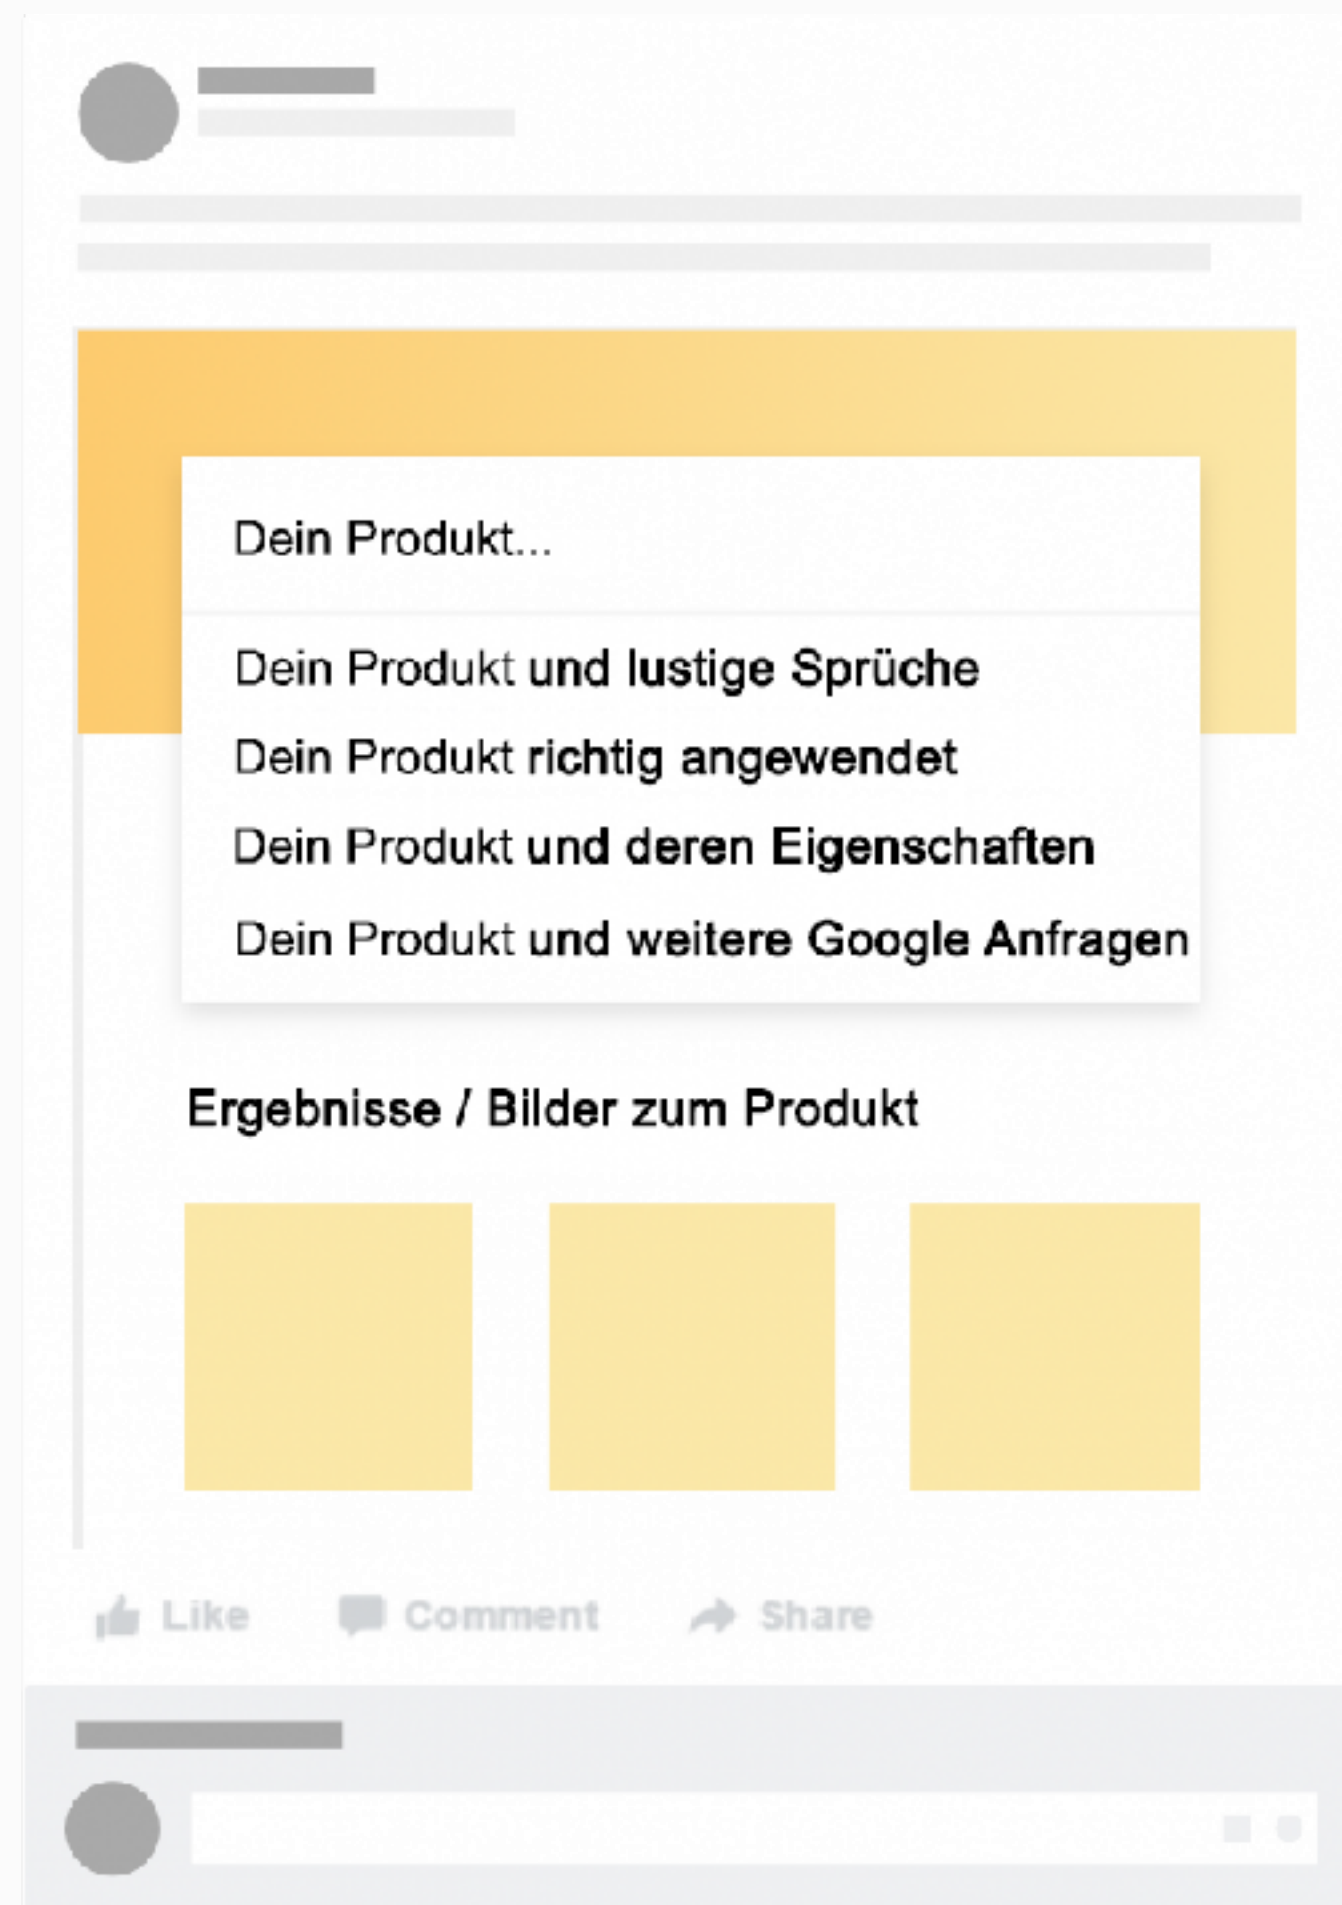 Dein Produkt...
Dein Produkt und lustige Sprüche
Dein Produkt richtig angewendet
Dein Produkt und deren Eigenschaften
Dein Produkt und weitere Google Anfragen
Ergebnisse / Bilder zum Produkt
Like Comment Share